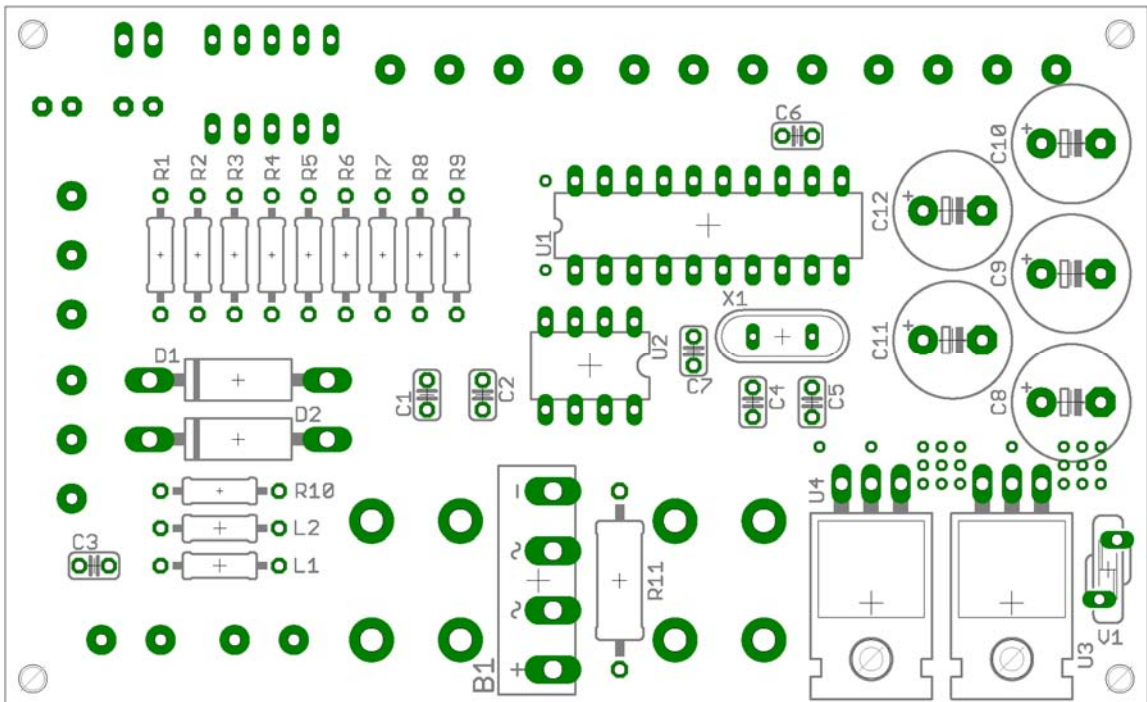 C6
R1 R2 R3 R4 R5 R6 R7 R8 R9
+ C10
+ C12
U1
+ C9
X1
+ C11
U2
C7
D1
C1
C2
C4
C5
+ C8
D2
R10
L2
L1
C3
- ~ ~ +
B1
R11
U4
U3
V1